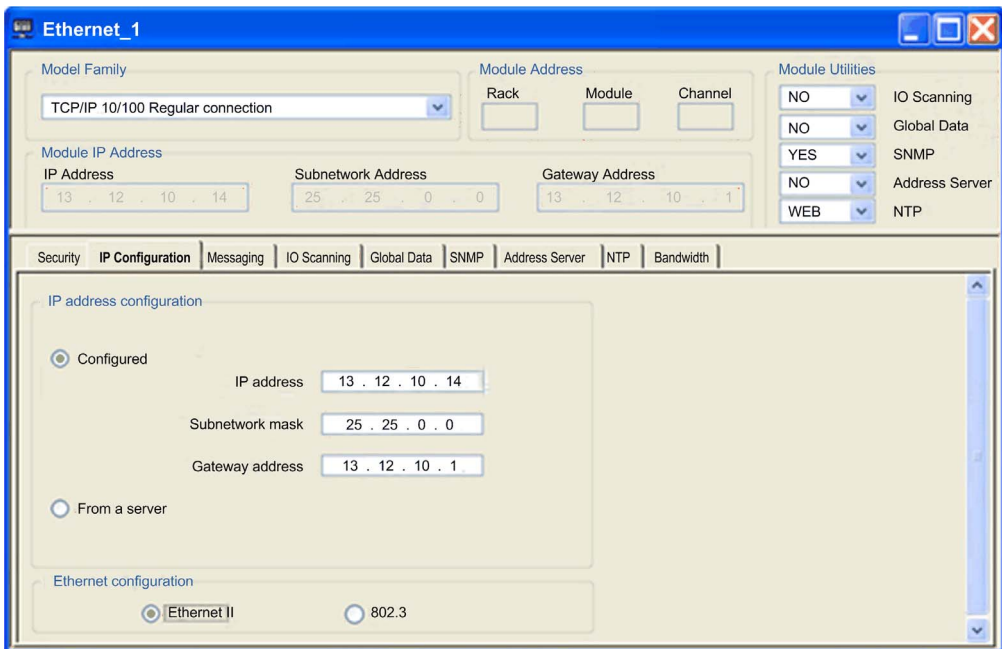 Ethernet_1
Model Family
TCP/IP 10/100 Regular connection
Module Address
Rack Module Channel
Module Utilities
NO IO Scanning
NO Global Data
YES SNMP
NO Address Server
WEB NTP
Module IP Address
IP Address Subnetwork Address Gateway Address
13 . 12 . 10 . 14 25 . 25 . 0 . 0 13 . 12 . 10 . 1
Security IP Configuration Messaging IO Scanning Global Data SNMP Address Server NTP Bandwidth
IP address configuration
Configured
IP address 13 . 12 . 10 . 14
Subnetwork mask 25 . 25 . 0 . 0
Gateway address 13 . 12 . 10 . 1
From a server
Ethernet configuration
Ethernet II 802.3